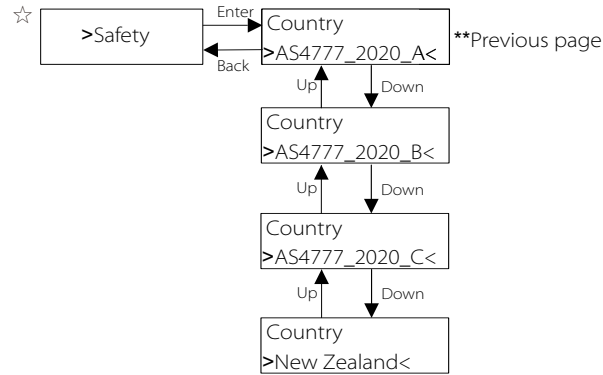 ☆
>Safety
Enter
Back
Country
>AS4777_2020_A<
**Previous page
Up
Down
Country
>AS4777_2020_B<
Up
Down
Country
>AS4777_2020_C<
Up
Down
Country
>New Zealand<